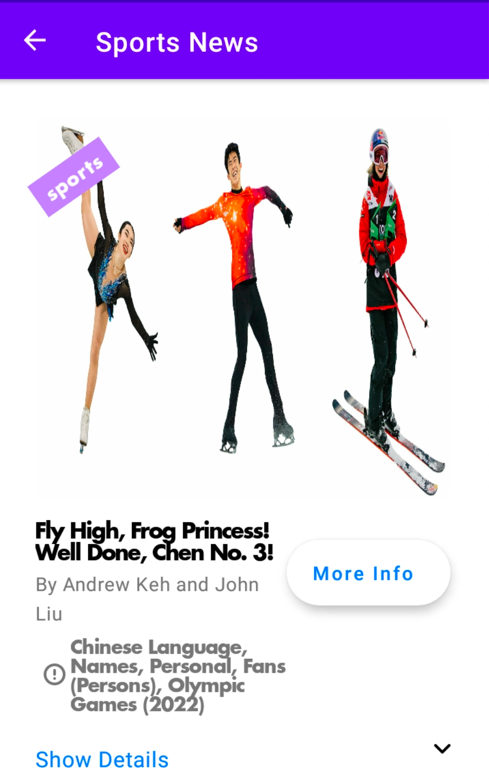 Sports News
sports
Fly High, Frog Princess!
Well Done, Chen No. 3!
By Andrew Keh and John
Liu
More Info
Chinese Language,
Names, Personal, Fans
(Persons), Olympic
Games (2022)
Show Details